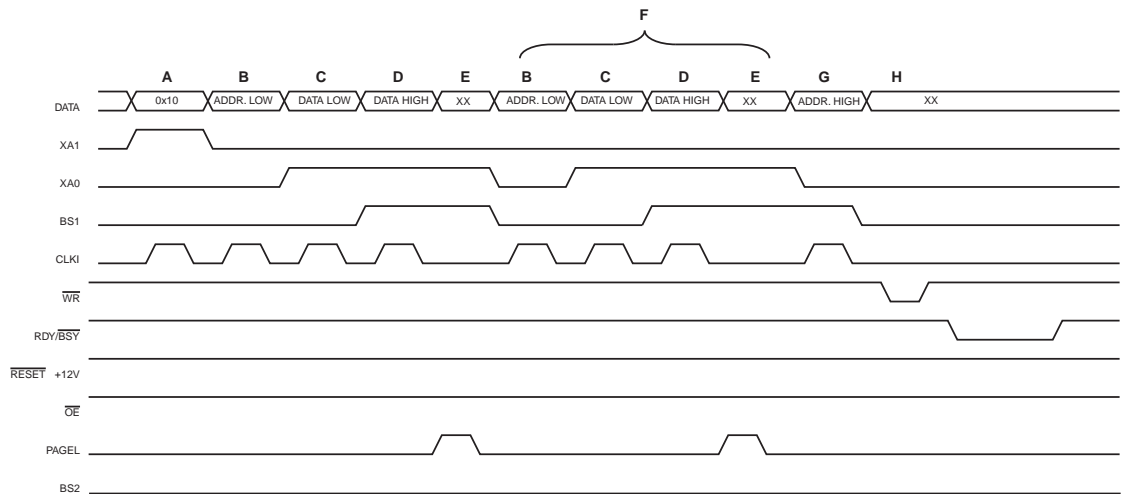 F
A B C D E B C D E G H
DATA 0x10 ADDR. LOW DATA LOW DATA HIGH XX ADDR. LOW DATA LOW DATA HIGH XX ADDR. HIGH XX
XA1
XA0
BS1
CLKI
WR
RDY/BSY
RESET +12V
OE
PAGEL
BS2